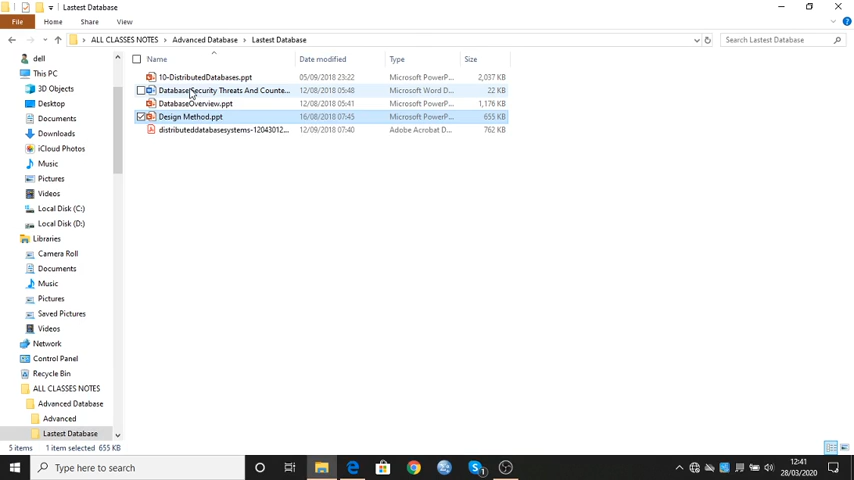 Lastest Database
File Home Share View
ALL CLASSES NOTES > Advanced Database > Lastest Database
Search Lastest Database
Name Date modified Type Size
10-DistributedDatabases.ppt 05/09/2018 23:22 Microsoft PowerP... 2,037 KB
DatabaseSecurity Threats And Counte... 12/08/2018 05:48 Microsoft Word D... 22 KB
DatabaseOverview.ppt 12/08/2018 05:41 Microsoft PowerP... 1,176 KB
Design Method.ppt 16/08/2018 07:45 Microsoft PowerP... 655 KB
distributeddatabasesystems-12043012... 12/09/2018 07:40 Adobe Acrobat D... 762 KB
dell
This PC
3D Objects
Desktop
Documents
Downloads
iCloud Photos
Music
Pictures
Videos
Local Disk (C:)
Local Disk (D:)
Libraries
Camera Roll
Documents
Music
Pictures
Saved Pictures
Videos
Network
Control Panel
Recycle Bin
ALL CLASSES NOTES
Advanced Database
Advanced
Lastest Database
5 items 1 item selected 655 KB
Type here to search
1
12:41
28/03/2020